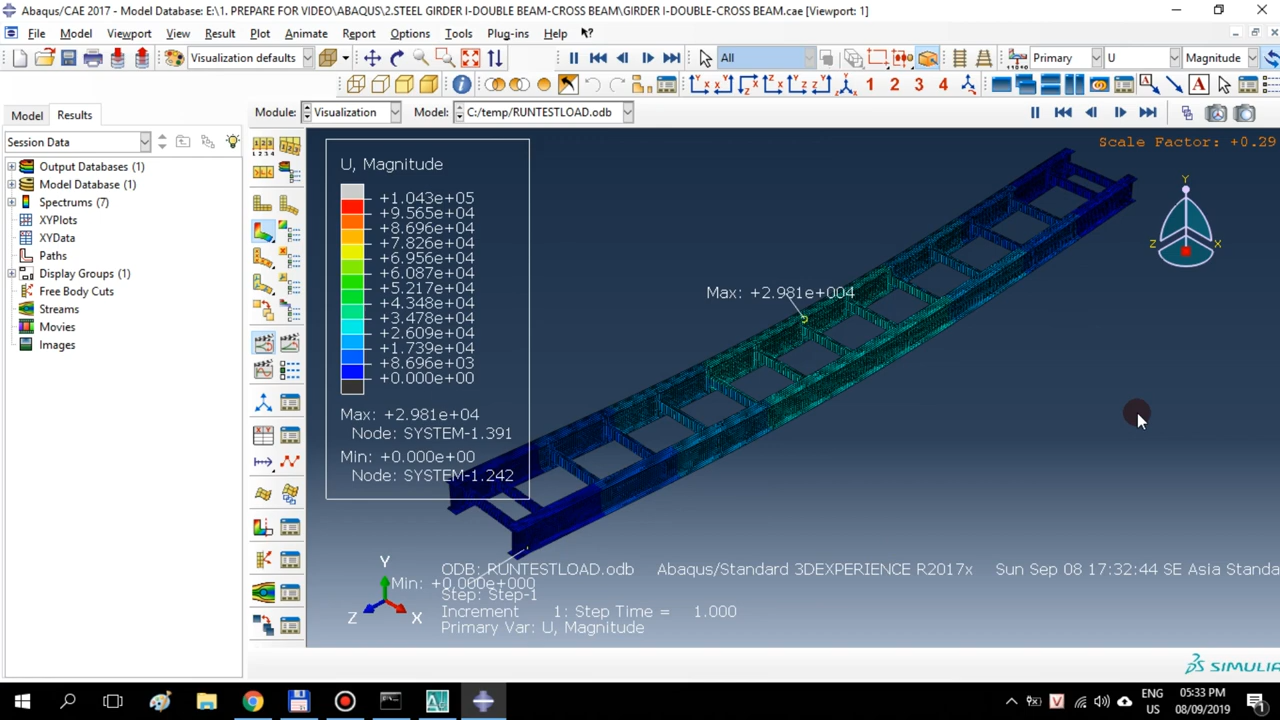 Abaqus/CAE 2017 - Model Database: E:\1. PREPARE FOR VIDEO\ABAQUS\2.STEEL GIRDER I-DOUBLE BEAM-CROSS BEAM\GIRDER I-DOUBLE-CROSS BEAM.cae [Viewport: 1]
File Model Viewport View Result Plot Animate Report Options Tools Plug-ins Help
Visualization defaults All Primary U Magnitude
1 2 3 4 A
Model Results Module: Visualization Model: C:/temp/RUNTESTLOAD.odb
Session Data
Output Databases (1)
Model Database (1)
Spectrums (7)
XYPlots
XYData
Paths
Display Groups (1)
Free Body Cuts
Streams
Movies
Images
Scale Factor: +0.29
U, Magnitude
+1.043e+05
+9.565e+04
+8.696e+04
+7.826e+04
+6.956e+04
+6.087e+04
+5.217e+04
+4.348e+04
+3.478e+04
+2.609e+04
+1.739e+04
+8.696e+03
+0.000e+00
Max: +2.981e+04
Node: SYSTEM-1.391
Min: +0.000e+00
Node: SYSTEM-1.242
Max: +2.981e+004
Y
Z X
Min: +0.000e+000
Y
Z X
ODB: RUNTESTLOAD.odb Abaqus/Standard 3DEXPERIENCE R2017x Sun Sep 08 17:32:44 SE Asia Standa
Step: Step-1
Increment 1: Step Time = 1.000
Primary Var: U, Magnitude
SIMULIA
ENG
US
05:33 PM
08/09/2019